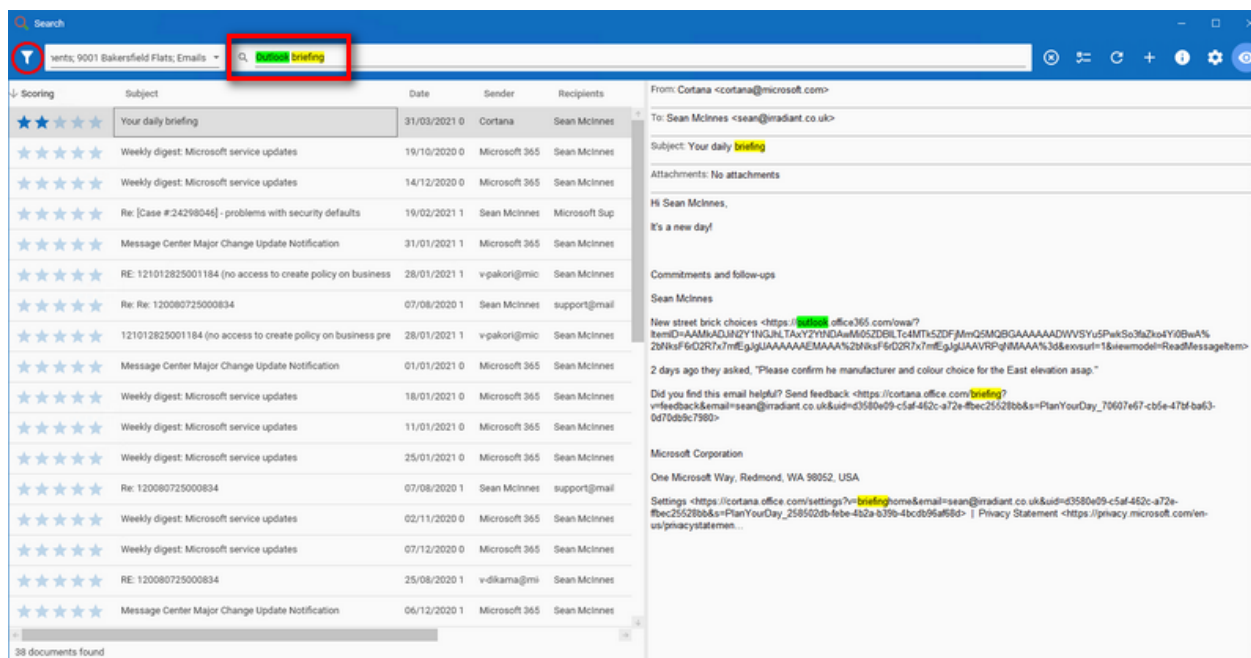 Search
ients; 9001 Bakersfield Flats; Emails Outlook briefing
Scoring Subject Date Sender Recipients
Your daily briefing 31/03/2021 0 Cortana Sean McInnes
Weekly digest: Microsoft service updates 19/10/2020 0 Microsoft 365 Sean McInnes
Weekly digest: Microsoft service updates 14/12/2020 0 Microsoft 365 Sean McInnes
Re: [Case #:24298046] - problems with security defaults 19/02/2021 1 Sean McInnes Microsoft Sup
Message Center Major Change Update Notification 31/01/2021 1 Microsoft 365 Sean McInnes
RE: 121012825001184 (no access to create policy on business 28/01/2021 1 v-pakori@mic Sean McInnes
Re: Re: 120080725000834 07/08/2020 1 Sean McInnes support@mail
121012825001184 (no access to create policy on business pre 28/01/2021 1 v-pakori@mic Sean McInnes
Message Center Major Change Update Notification 01/01/2021 0 Microsoft 365 Sean McInnes
Weekly digest: Microsoft service updates 18/01/2021 0 Microsoft 365 Sean McInnes
Weekly digest: Microsoft service updates 11/01/2021 0 Microsoft 365 Sean McInnes
Weekly digest: Microsoft service updates 25/01/2021 0 Microsoft 365 Sean McInnes
Re: 120080725000834 07/08/2020 1 Sean McInnes support@mail
Weekly digest: Microsoft service updates 02/11/2020 0 Microsoft 365 Sean McInnes
Weekly digest: Microsoft service updates 07/12/2020 0 Microsoft 365 Sean McInnes
RE: 120080725000834 25/08/2020 1 v-dikama@mi Sean McInnes
Message Center Major Change Update Notification 06/12/2020 1 Microsoft 365 Sean McInnes
38 documents found
From: Cortana <cortana@microsoft.com>
To: Sean McInnes <sean@irradiant.co.uk>
Subject: Your daily briefing
Attachments: No attachments
Hi Sean McInnes,
It's a new day!
Commitments and follow-ups
Sean McInnes
New street brick choices <https://outlook.office365.com/owa/?
2 days ago they asked, "Please confirm he manufacturer and colour choice for the East elevation asap."
Did you find this email helpful? Send feedback <https://cortana.office.com/briefing?
v=feedback&email=sean@irradiant.co.uk&uid=d3580e09-c5af-462c-a72e-ffbec25528bb&s=PlanYourDay_70607e67-cb5e-47bf-ba63-
0d70db9c7980>
Microsoft Corporation
One Microsoft Way, Redmond, WA 98052, USA
Settings <https://cortana.office.com/settings?v=briefinghome&email=sean@irradiant.co.uk&uid=d3580e09-c5af-462c-a72e-
ffbec25528bb&s=PlanYourDay_258502db-febe-4b2a-b39b-4bcdb96af68d> | Privacy Statement <https://privacy.microsoft.com/en-
us/privacystatemen...